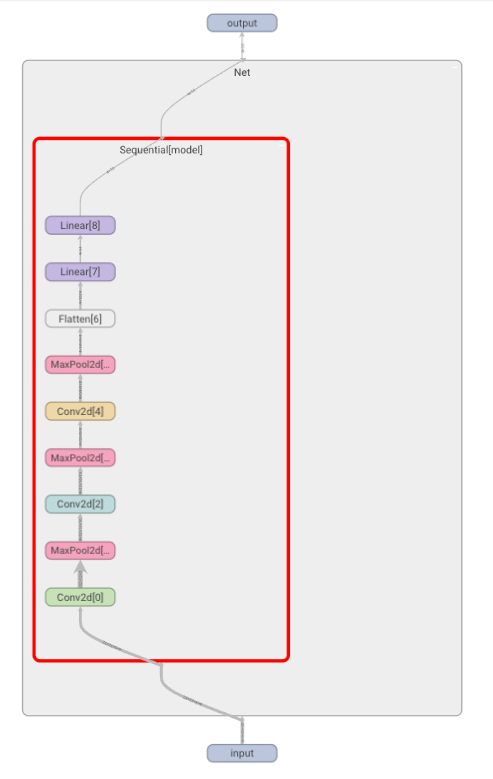 output
Net
Sequential[model]
Linear[8]
Linear[7]
Flatten[6]
MaxPool2d[...
Conv2d[4]
MaxPool2d[...
Conv2d[2]
MaxPool2d[...
Conv2d[0]
input